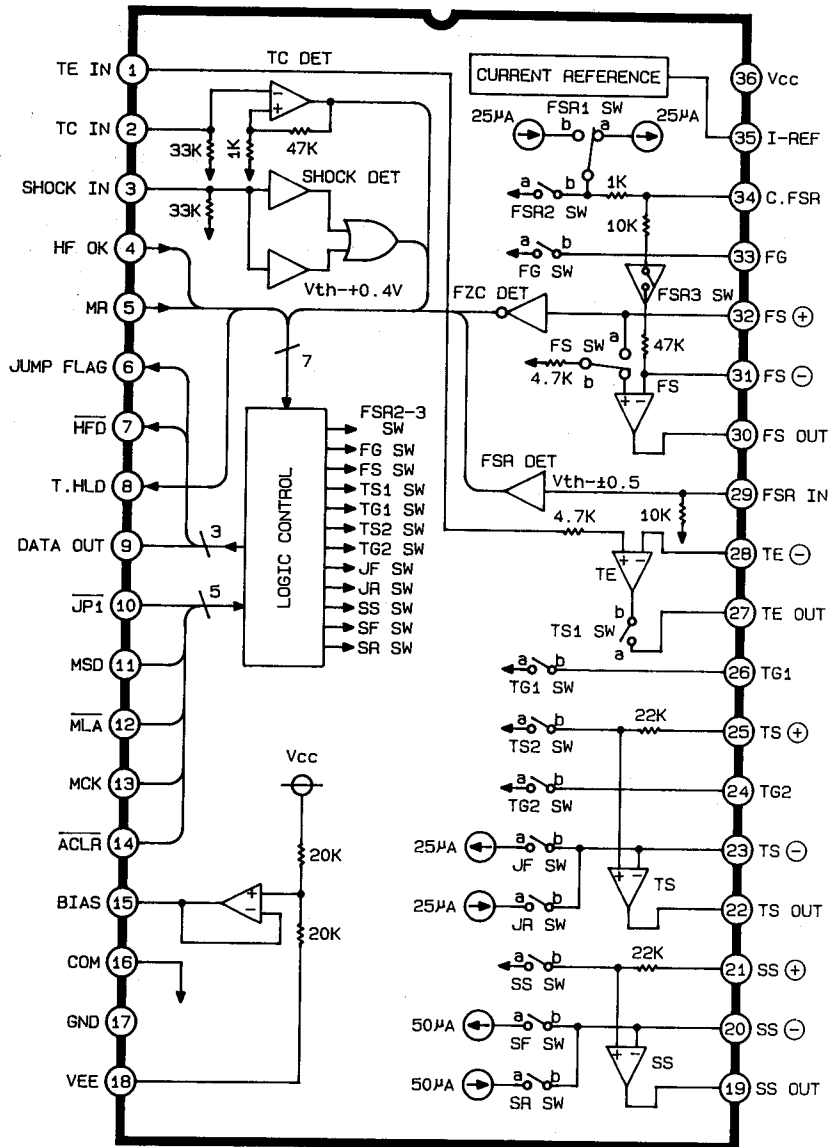 TE IN 1
TC IN 2
SHOCK IN 3
HF OK 4
MR 5
JUMP FLAG 6
HFD 7
T.HLD 8
DATA OUT 9
JP1 10
MSD 11
MLA 12
MCK 13
ACLR 14
BIAS 15
COM 16
GND 17
VEE 18
TC DET
-
+
33K
1K
47K
SHOCK DET
33K
Vth-+0.4V
7
LOGIC CONTROL
3
5
FSR2-3
SW
FG SW
FS SW
TS1 SW
TG1 SW
TS2 SW
TG2 SW
JF SW
JR SW
SS SW
SF SW
SR SW
Vcc
20K
+
-
20K
CURRENT REFERENCE
FSR1 SW
25μA
b
a
25μA
a b
FSR2 SW
1K
10K
a b
FG SW
FSR3 SW
FZC DET
a
FS SW
47K
4.7K
b
FS
+ -
FSR DET
Vth-±0.5
4.7K
10K
+ -
TE
b
TS1 SW
a
a b
TG1 SW
a b
22K
TS2 SW
a b
TG2 SW
25μA
a b
JF SW
+ -
TS
25μA
a b
JR SW
a b
22K
SS SW
50μA
a b
SF SW
+ -
SS
50μA
a b
SR SW
36 Vcc
35 I-REF
34 C.FSR
33 FG
32 FS +
31 FS -
30 FS OUT
29 FSR IN
28 TE -
27 TE OUT
26 TG1
25 TS +
24 TG2
23 TS -
22 TS OUT
21 SS +
20 SS -
19 SS OUT